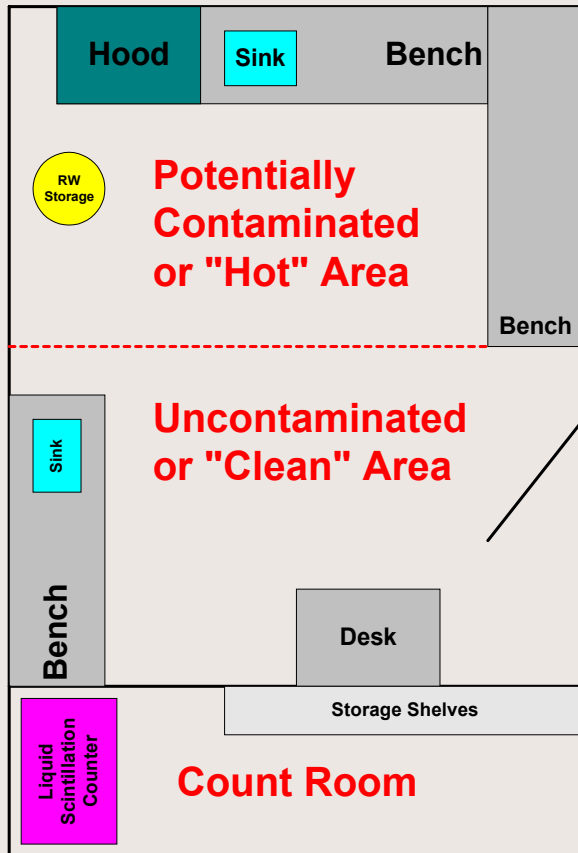 Hood
Sink
Bench
RW
Storage
Potentially
Contaminated
or "Hot" Area
Bench
Uncontaminated
or "Clean" Area
Sink
Bench
Desk
Storage Shelves
Liquid
Scintillation
Counter
Count Room